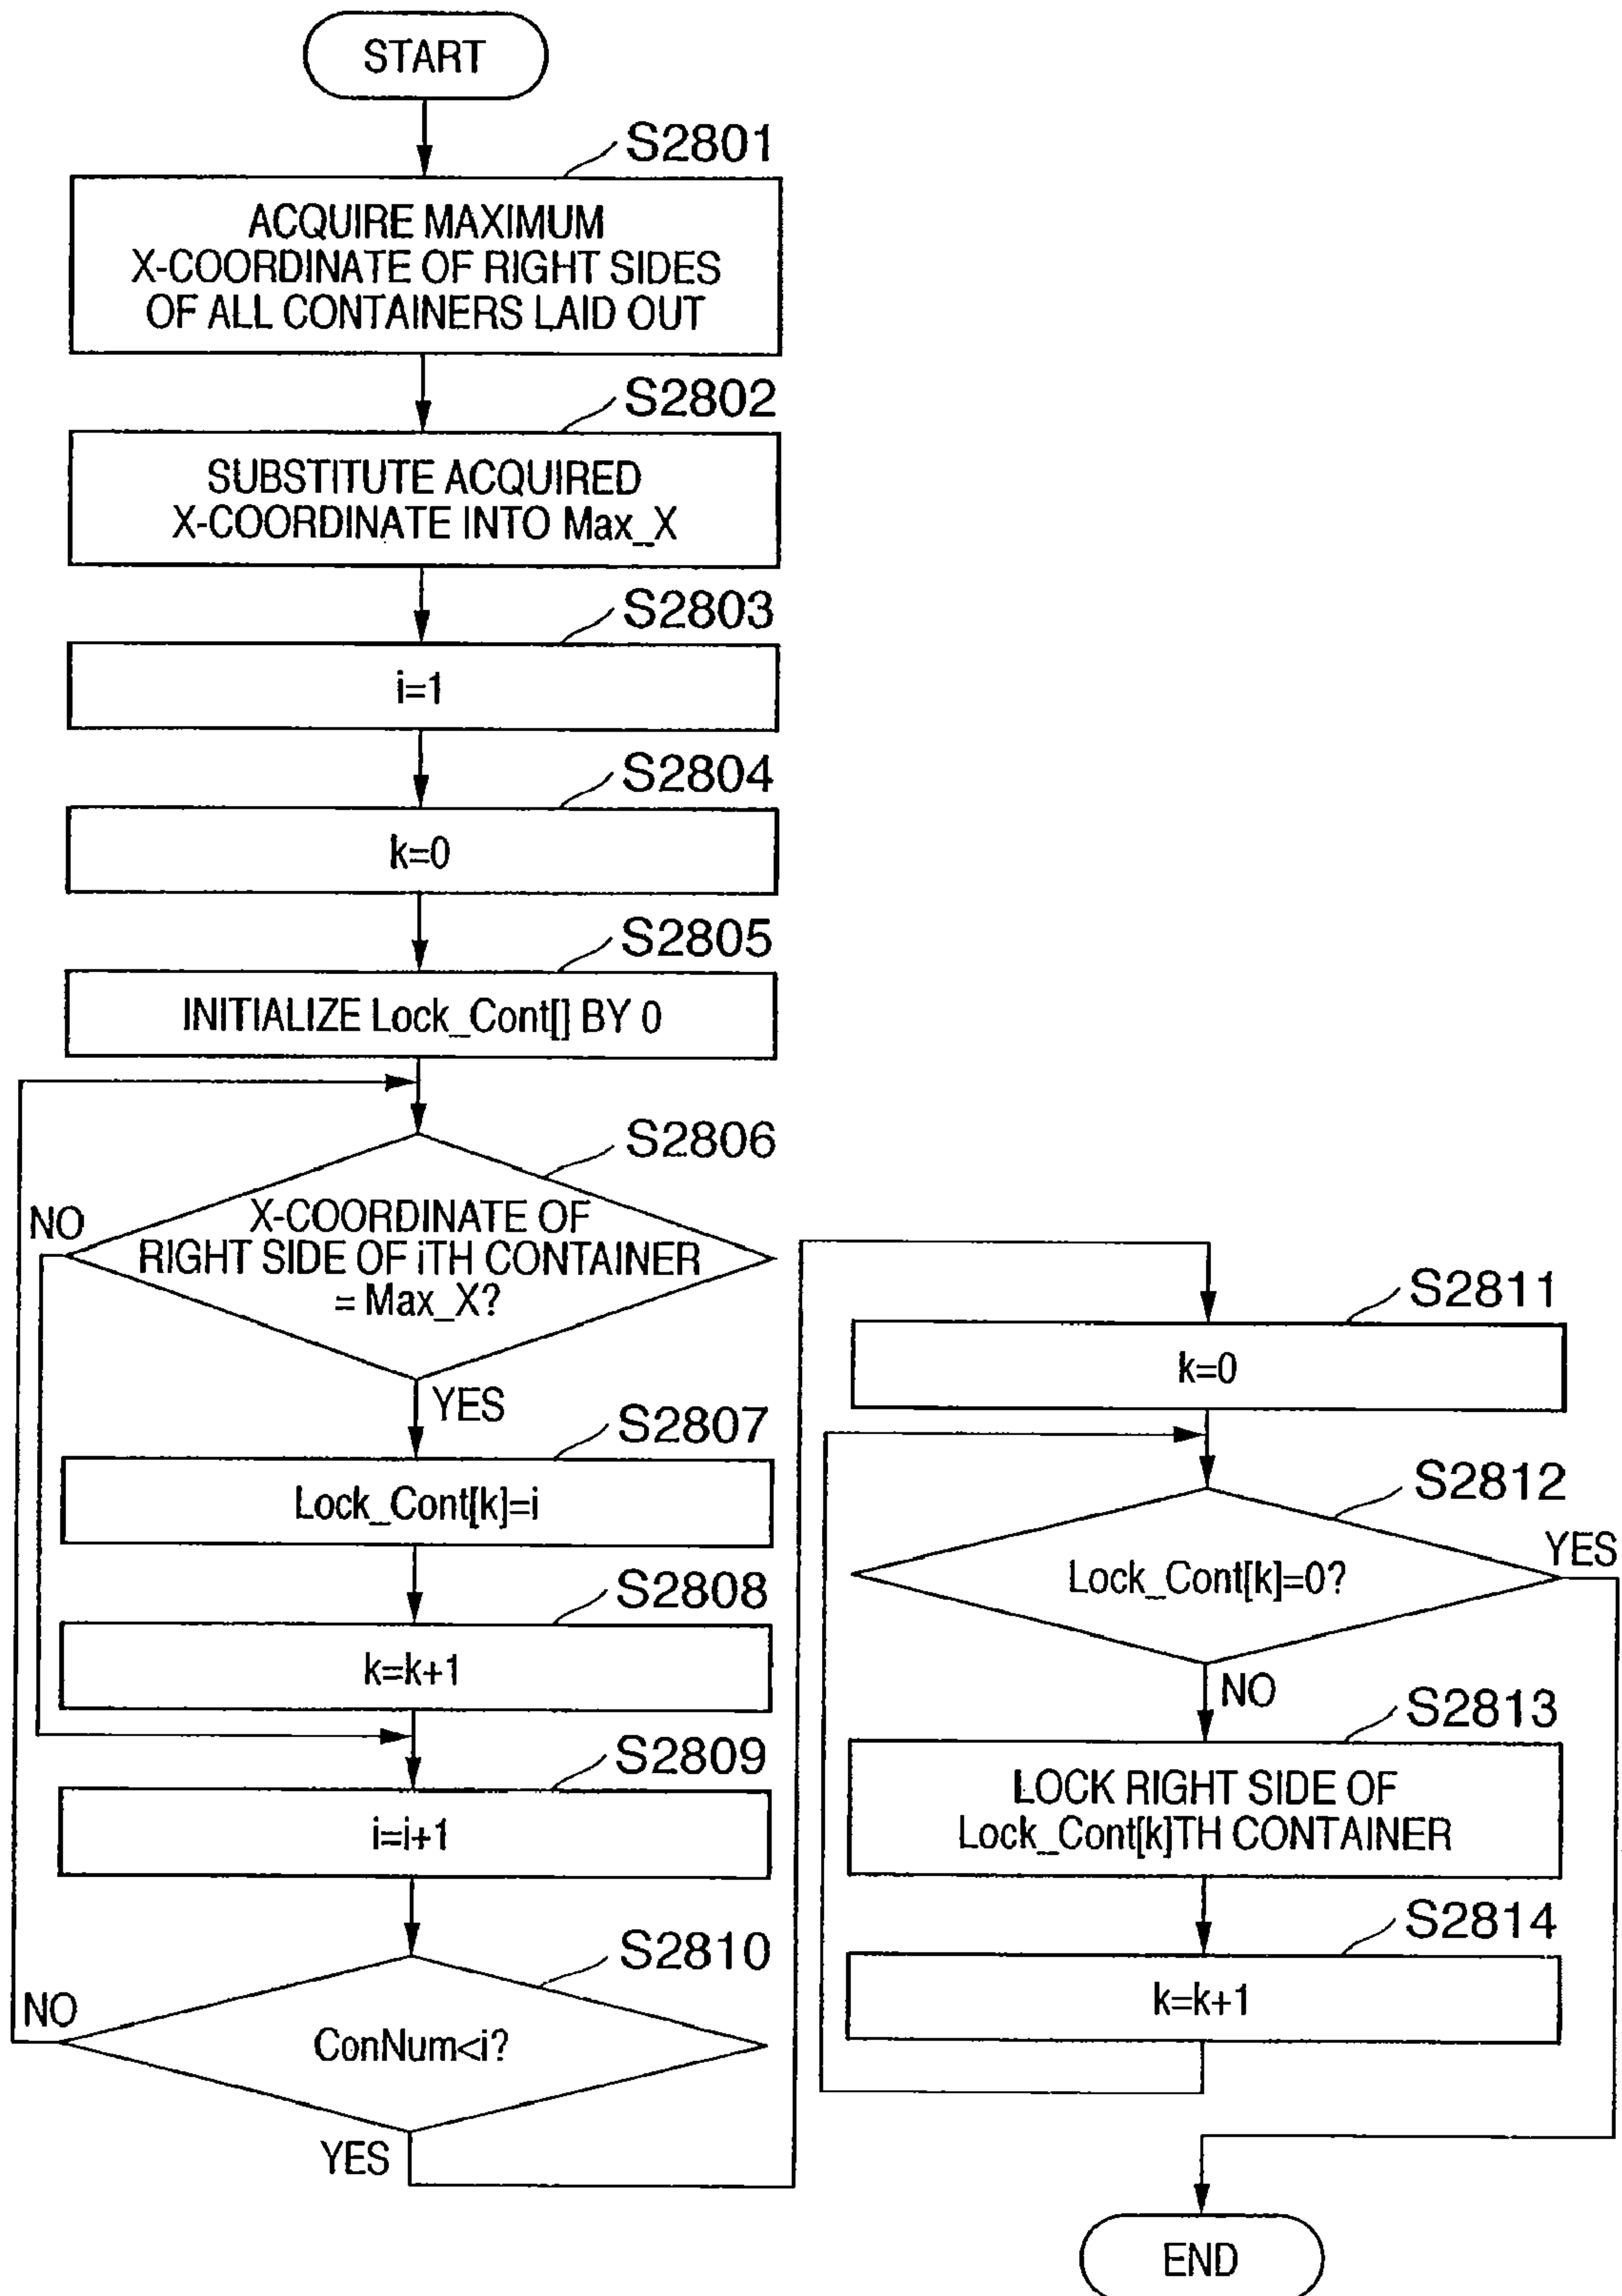 START
S2801
ACQUIRE MAXIMUM
X-COORDINATE OF RIGHT SIDES
OF ALL CONTAINERS LAID OUT
S2802
SUBSTITUTE ACQUIRED
X-COORDINATE INTO Max_X
S2803
i=1
S2804
k=0
S2805
INITIALIZE Lock_Cont[] BY 0
S2806
NO
X-COORDINATE OF
RIGHT SIDE OF iTH CONTAINER
= Max_X?
YES
S2807
Lock_Cont[k]=i
S2808
k=k+1
S2809
i=i+1
S2810
NO
ConNum<i?
YES
S2811
k=0
S2812
YES
Lock_Cont[k]=0?
NO
S2813
LOCK RIGHT SIDE OF
Lock_Cont[k]TH CONTAINER
S2814
k=k+1
END